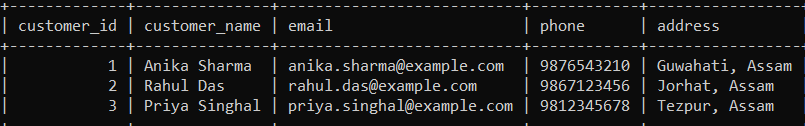 +-------------+---------------+---------------------------+------------+-----------------+
| customer_id | customer_name | email                     | phone      | address
+-------------+---------------+---------------------------+------------+-----------------+
|           1 | Anika Sharma  | anika.sharma@example.com  | 9876543210 | Guwahati, Assam
|           2 | Rahul Das     | rahul.das@example.com     | 9867123456 | Jorhat, Assam
|           3 | Priya Singhal | priya.singhal@example.com | 9812345678 | Tezpur, Assam
+-------------+---------------+---------------------------+------------+-----------------+